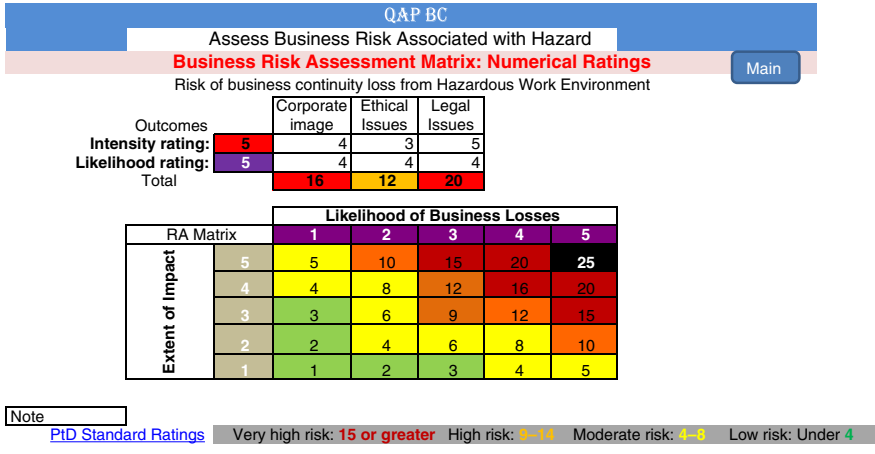 QAP BC
Assess Business Risk Associated with Hazard
Business Risk Assessment Matrix: Numerical Ratings
Main
Risk of business continuity loss from Hazardous Work Environment
Outcomes Corporate image Ethical Issues Legal Issues
Intensity rating: 5 4 3 5
Likelihood rating: 5 4 4 4
Total 16 12 20
Likelihood of Business Losses
RA Matrix 1 2 3 4 5
Extent of Impact
5 5 10 15 20 25
4 4 8 12 16 20
3 3 6 9 12 15
2 2 4 6 8 10
1 1 2 3 4 5
Note
PtD Standard Ratings Very high risk: 15 or greater High risk: 9–14 Moderate risk: 4–8 Low risk: Under 4